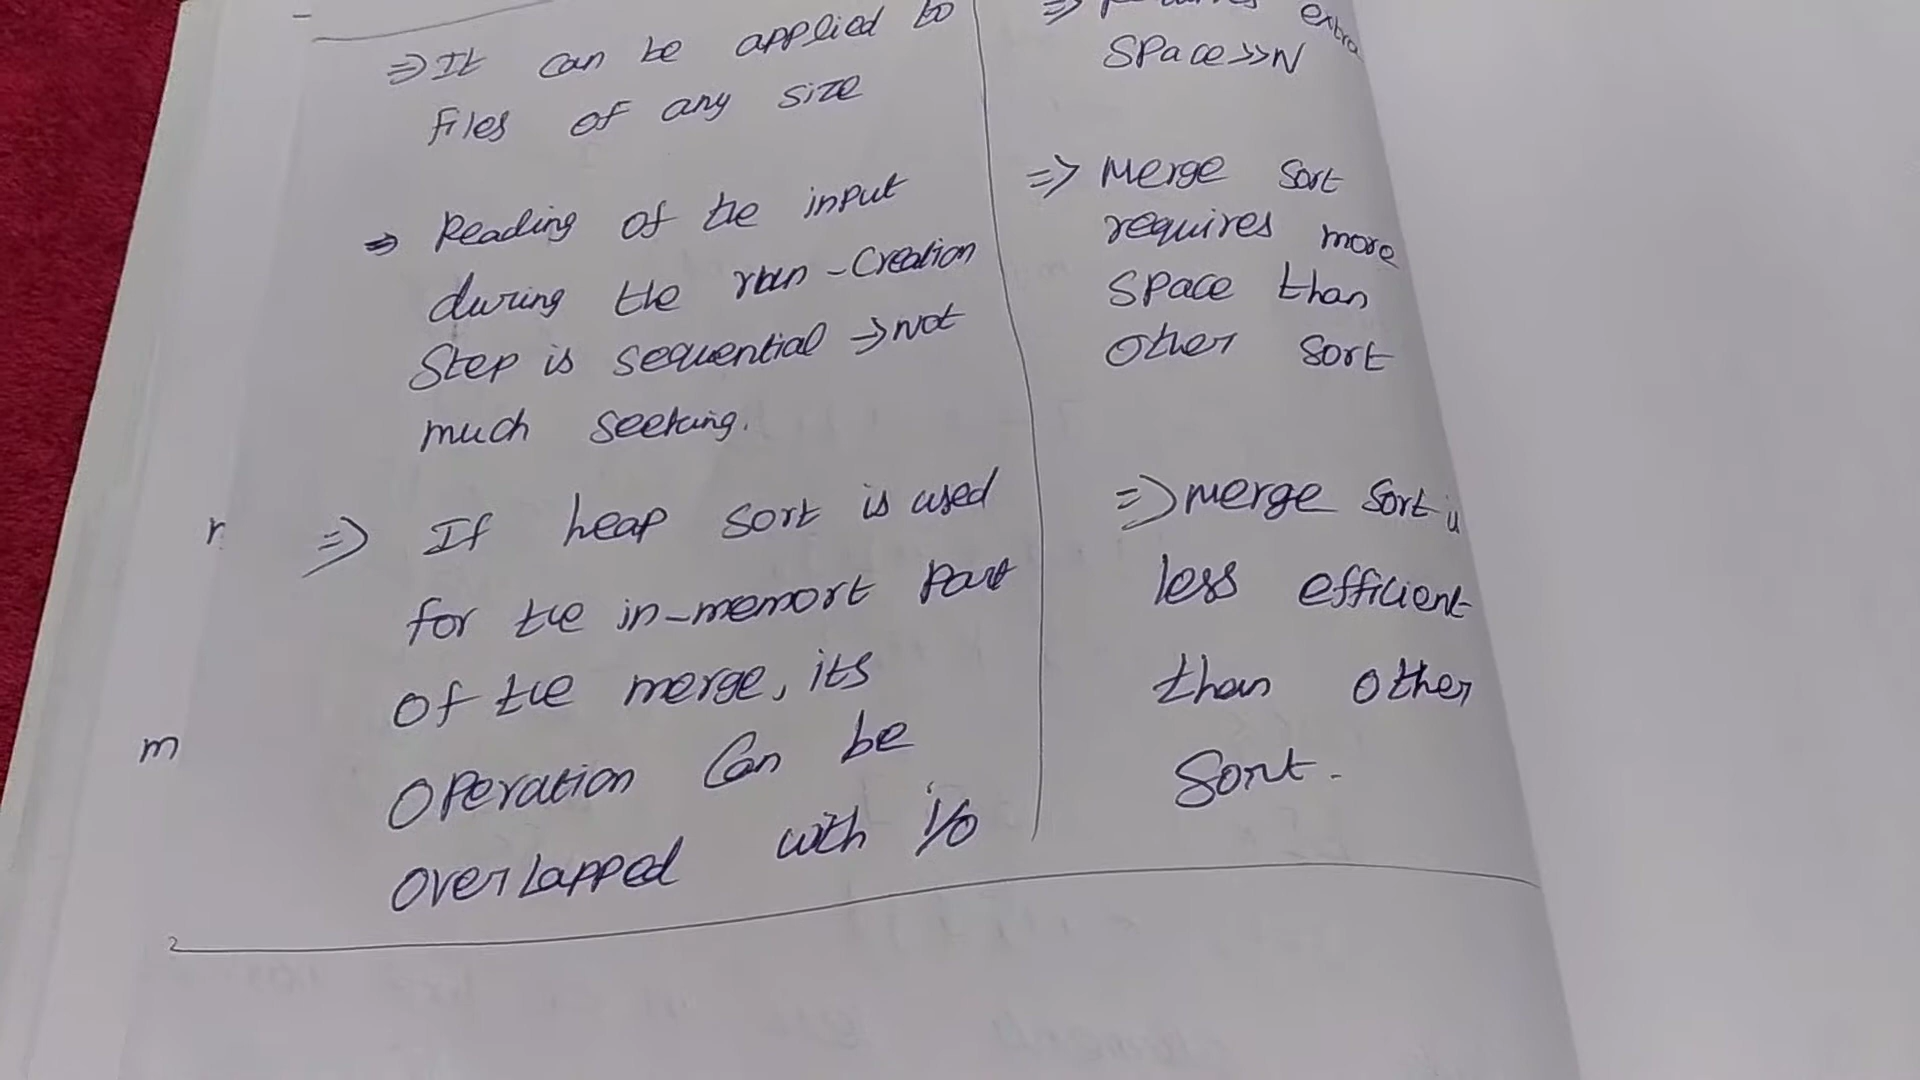 ⇒ It can be applied to
files of any size
⇒ Reading of the input
during the run-Creation
Step is sequential ⇒ Not
much seeking.
r ⇒ If heap sort is used
for the in-memort part
of the merge, its
m
operation Can be
overlapped with i/o
2
extra
Space >> N
⇒ Merge sort
requires more
Space than
other sort
⇒ merge sort is
less efficient
than other
Sort.